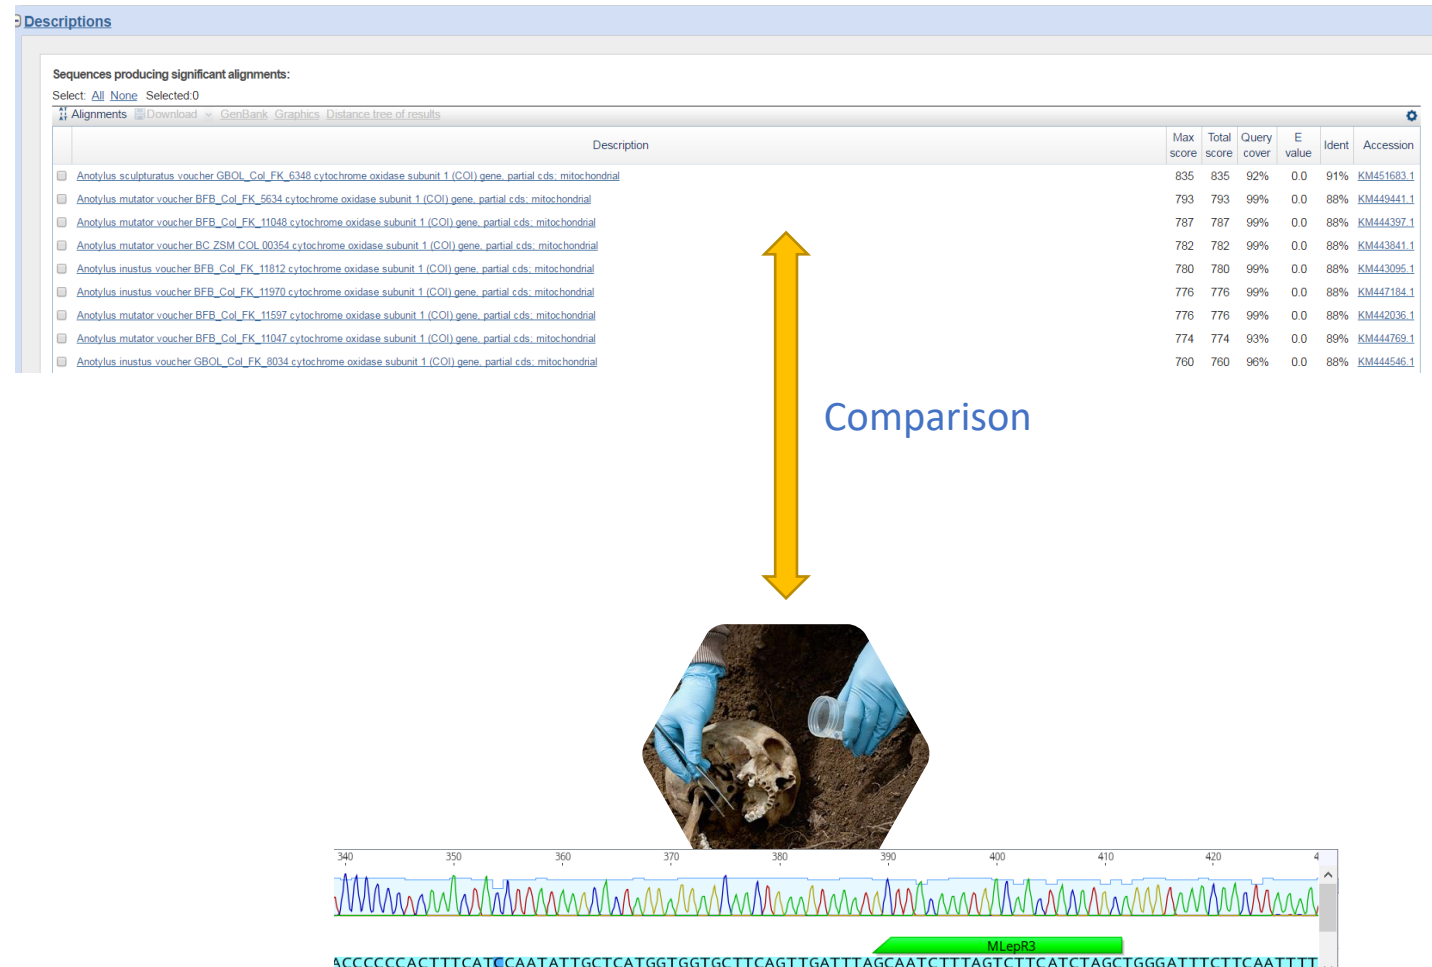 Descriptions
Sequences producing significant alignments:
Select: All None Selected:0
Alignments Download GenBank Graphics Distance tree of results
Description Max score Total score Query cover E value Ident Accession
Anotylus sculpturatus voucher GBOL_Col_FK_6348 cytochrome oxidase subunit 1 (COI) gene, partial cds; mitochondrial 835 835 92% 0.0 91% KM451683.1
Anotylus mutator voucher BFB_Col_FK_5634 cytochrome oxidase subunit 1 (COI) gene, partial cds; mitochondrial 793 793 99% 0.0 88% KM449441.1
Anotylus mutator voucher BFB_Col_FK_11048 cytochrome oxidase subunit 1 (COI) gene, partial cds; mitochondrial 787 787 99% 0.0 88% KM444397.1
Anotylus mutator voucher BC ZSM COL 00354 cytochrome oxidase subunit 1 (COI) gene, partial cds; mitochondrial 782 782 99% 0.0 88% KM443841.1
Anotylus inustus voucher BFB_Col_FK_11812 cytochrome oxidase subunit 1 (COI) gene, partial cds; mitochondrial 780 780 99% 0.0 88% KM443095.1
Anotylus inustus voucher BFB_Col_FK_11970 cytochrome oxidase subunit 1 (COI) gene, partial cds; mitochondrial 776 776 99% 0.0 88% KM447184.1
Anotylus mutator voucher BFB_Col_FK_11597 cytochrome oxidase subunit 1 (COI) gene, partial cds; mitochondrial 776 776 99% 0.0 88% KM442036.1
Anotylus mutator voucher BFB_Col_FK_11047 cytochrome oxidase subunit 1 (COI) gene, partial cds; mitochondrial 774 774 93% 0.0 89% KM444769.1
Anotylus inustus voucher GBOL_Col_FK_8034 cytochrome oxidase subunit 1 (COI) gene, partial cds; mitochondrial 760 760 96% 0.0 88% KM444546.1
Comparison
340 350 360 370 380 390 400 410 420 4
MLepR3
ACCCCCCACTTTCATCCAATATTGCTCATGGTGGTGCTTCAGTTGATTTAGCAATCTTTAGTCTTCATCTAGCTGGGATTTCTTCAATTTT